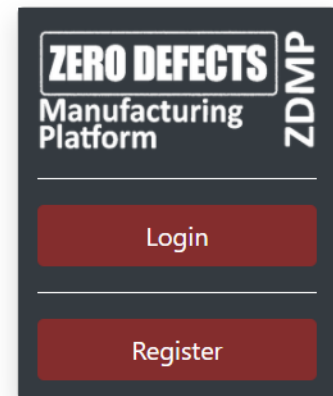 ZERO DEFECTS
Manufacturing
Platform
ZDMP
Login
Register